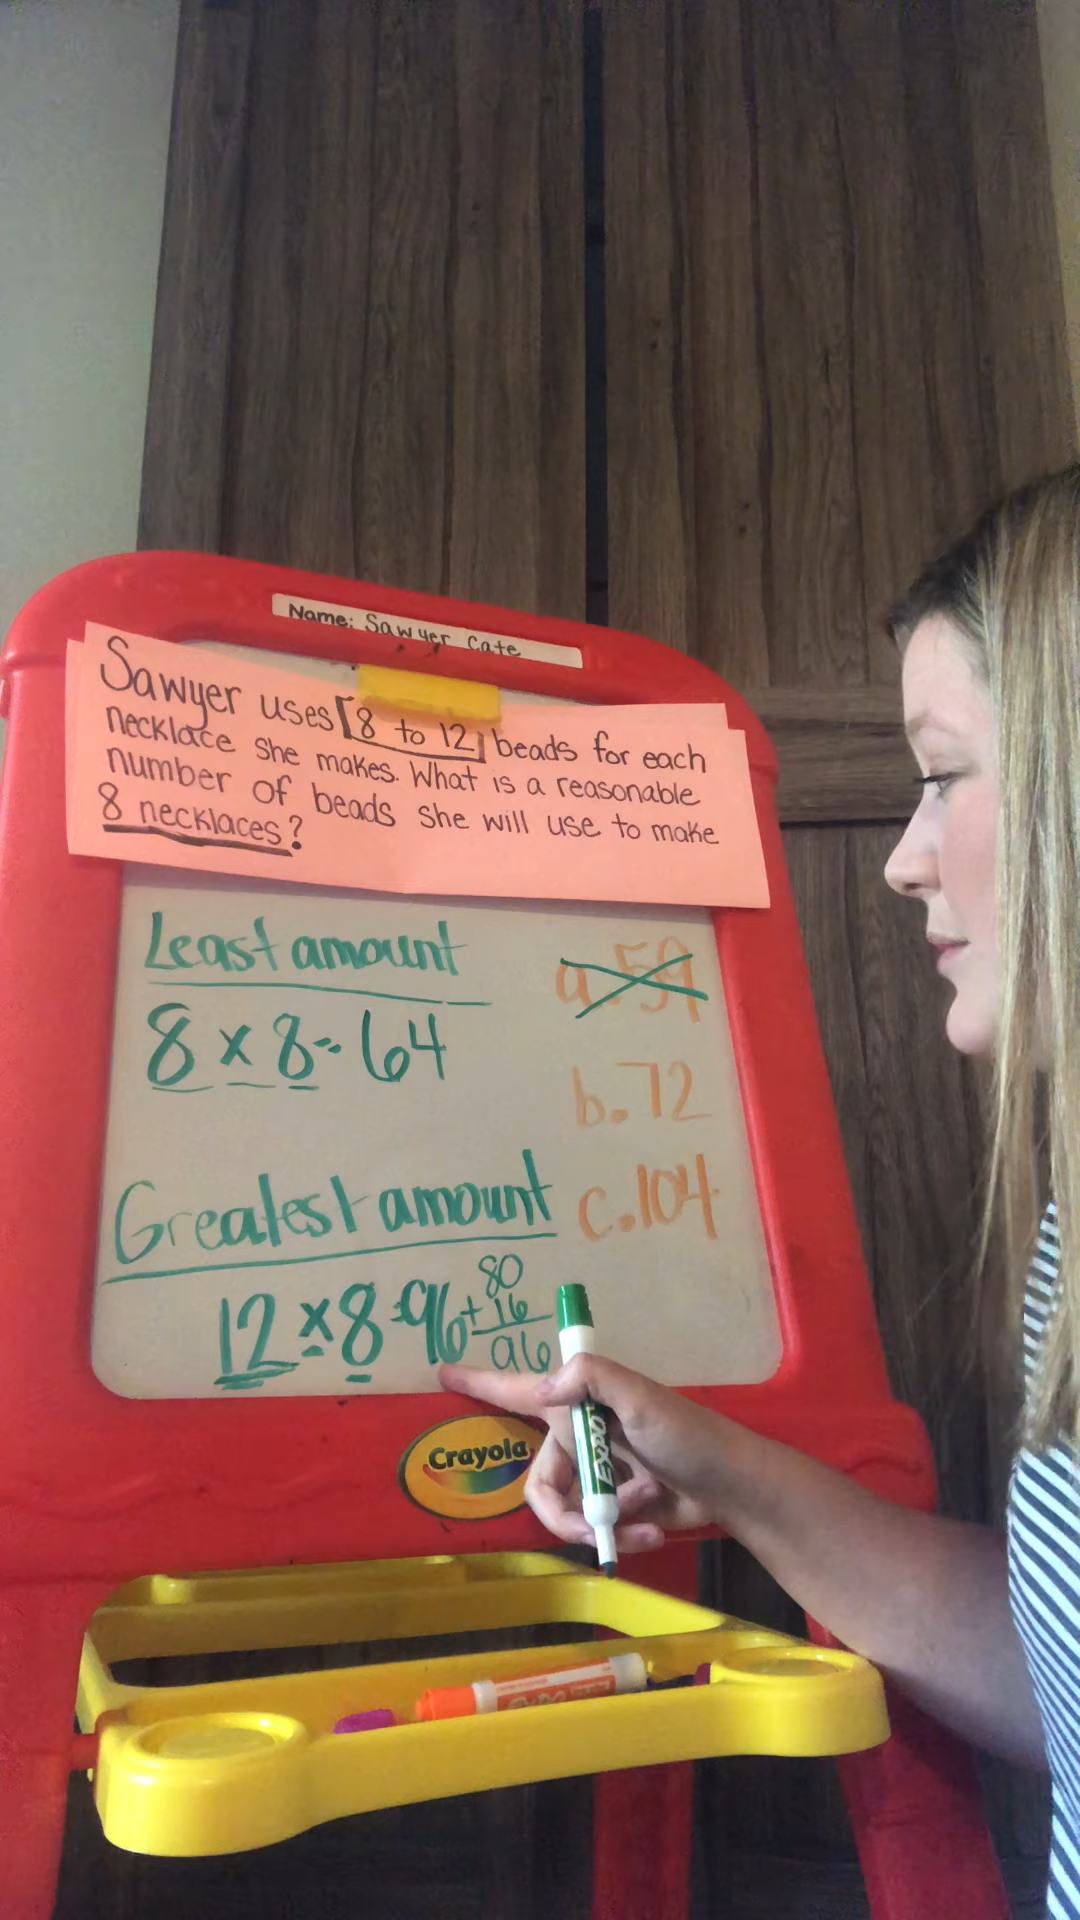 Name: Sawyer Cate
Sawyer uses [8 to 12] beads for each
necklace she makes. What is a reasonable
number of beads she will use to make
8 necklaces?
Least amount
8 x 8 = 64
a. 59
b. 72
c. 104
Greatest amount
12 x 8 = 96
80
+ 16
96
Crayola
EXPO